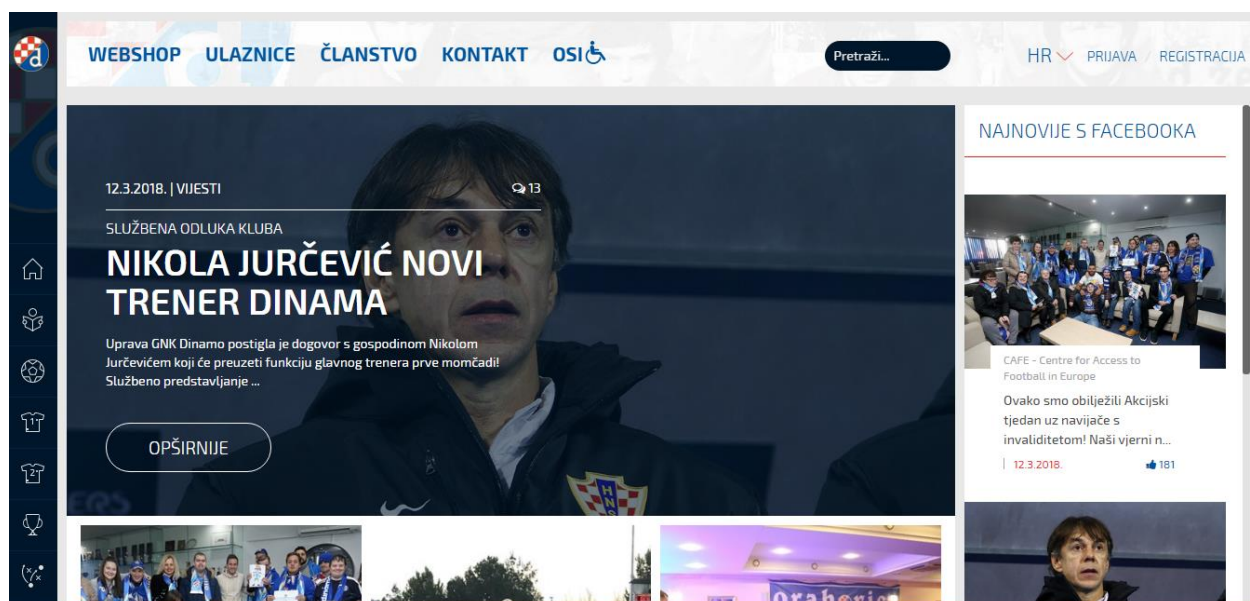 WEBSHOP ULAZNICE ČLANSTVO KONTAKT OSI
Pretraži...
HR PRIJAVA / REGISTRACIJA
12.3.2018. | VIJESTI 13
SLUŽBENA ODLUKA KLUBA
NIKOLA JURČEVIĆ NOVI
TRENER DINAMA
Uprava GNK Dinamo postigla je dogovor s gospodinom Nikolom
Jurčevićem koji će preuzeti funkciju glavnog trenera prve momčadi!
Službeno predstavljanje ...
OPŠIRNIJE
HNS
NAJNOVIJE S FACEBOOKA
CAFE - Centre for Access to
Football in Europe
Ovako smo obilježili Akcijski
tjedan uz navijače s
invaliditetom! Naši vjerni n...
12.3.2018. 181
1
2